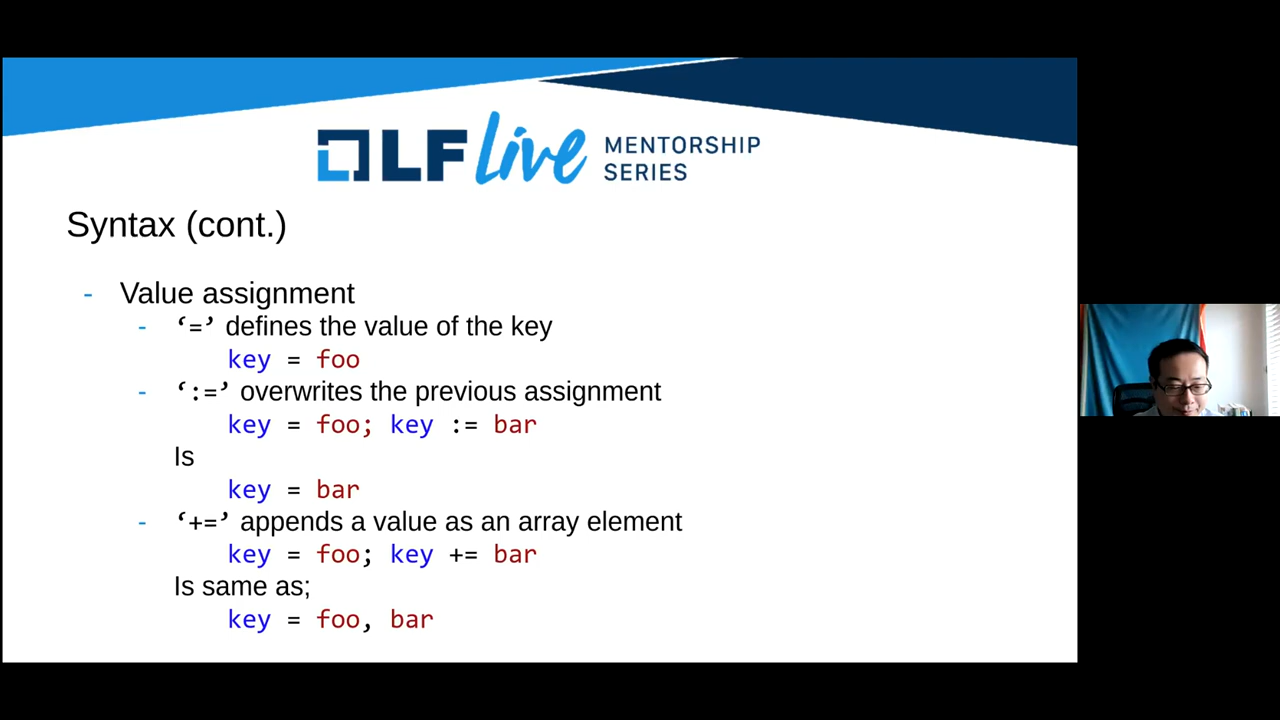 LF Live MENTORSHIP
SERIES
Syntax (cont.)
- Value assignment
- ‘=’ defines the value of the key
key = foo
- ‘:=’ overwrites the previous assignment
key = foo; key := bar
Is
key = bar
- ‘+=’ appends a value as an array element
key = foo; key += bar
Is same as;
key = foo, bar